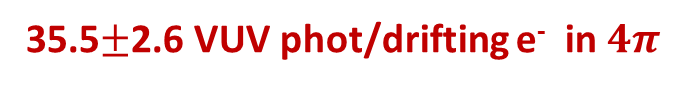 35.5±2.6 VUV phot/drifting e⁻ in 4π